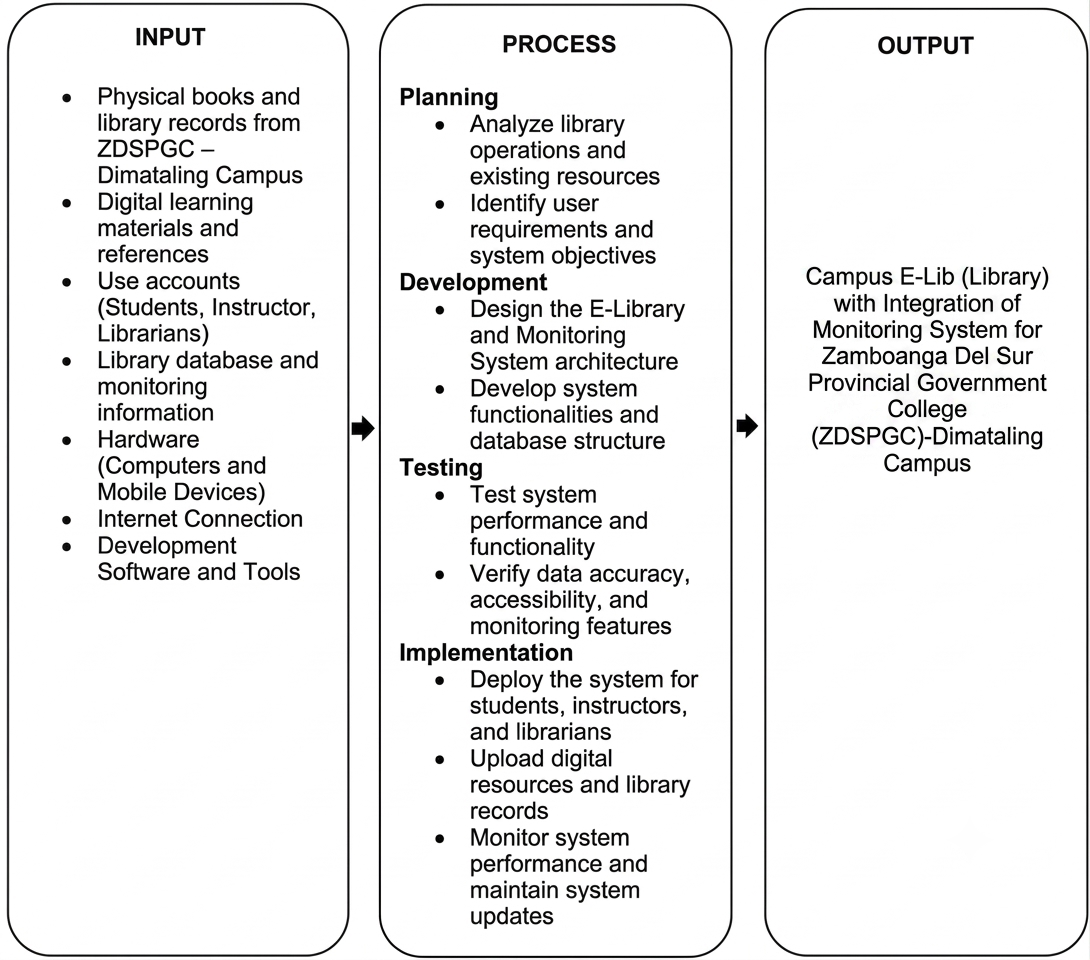 INPUT
• Physical books and
library records from
ZDSPGC –
Dimataling Campus
• Digital learning
materials and
references
• Use accounts
(Students, Instructor,
Librarians)
• Library database and
monitoring
information
• Hardware
(Computers and
Mobile Devices)
• Internet Connection
• Development
Software and Tools
PROCESS
Planning
• Analyze library
operations and
existing resources
• Identify user
requirements and
system objectives
Development
• Design the E-Library
and Monitoring
System architecture
• Develop system
functionalities and
database structure
Testing
• Test system
performance and
functionality
• Verify data accuracy,
accessibility, and
monitoring features
Implementation
• Deploy the system for
students, instructors,
and librarians
• Upload digital
resources and library
records
• Monitor system
performance and
maintain system
updates
OUTPUT
Campus E-Lib (Library)
with Integration of
Monitoring System for
Zamboanga Del Sur
Provincial Government
College
(ZDSPGC)-Dimataling
Campus